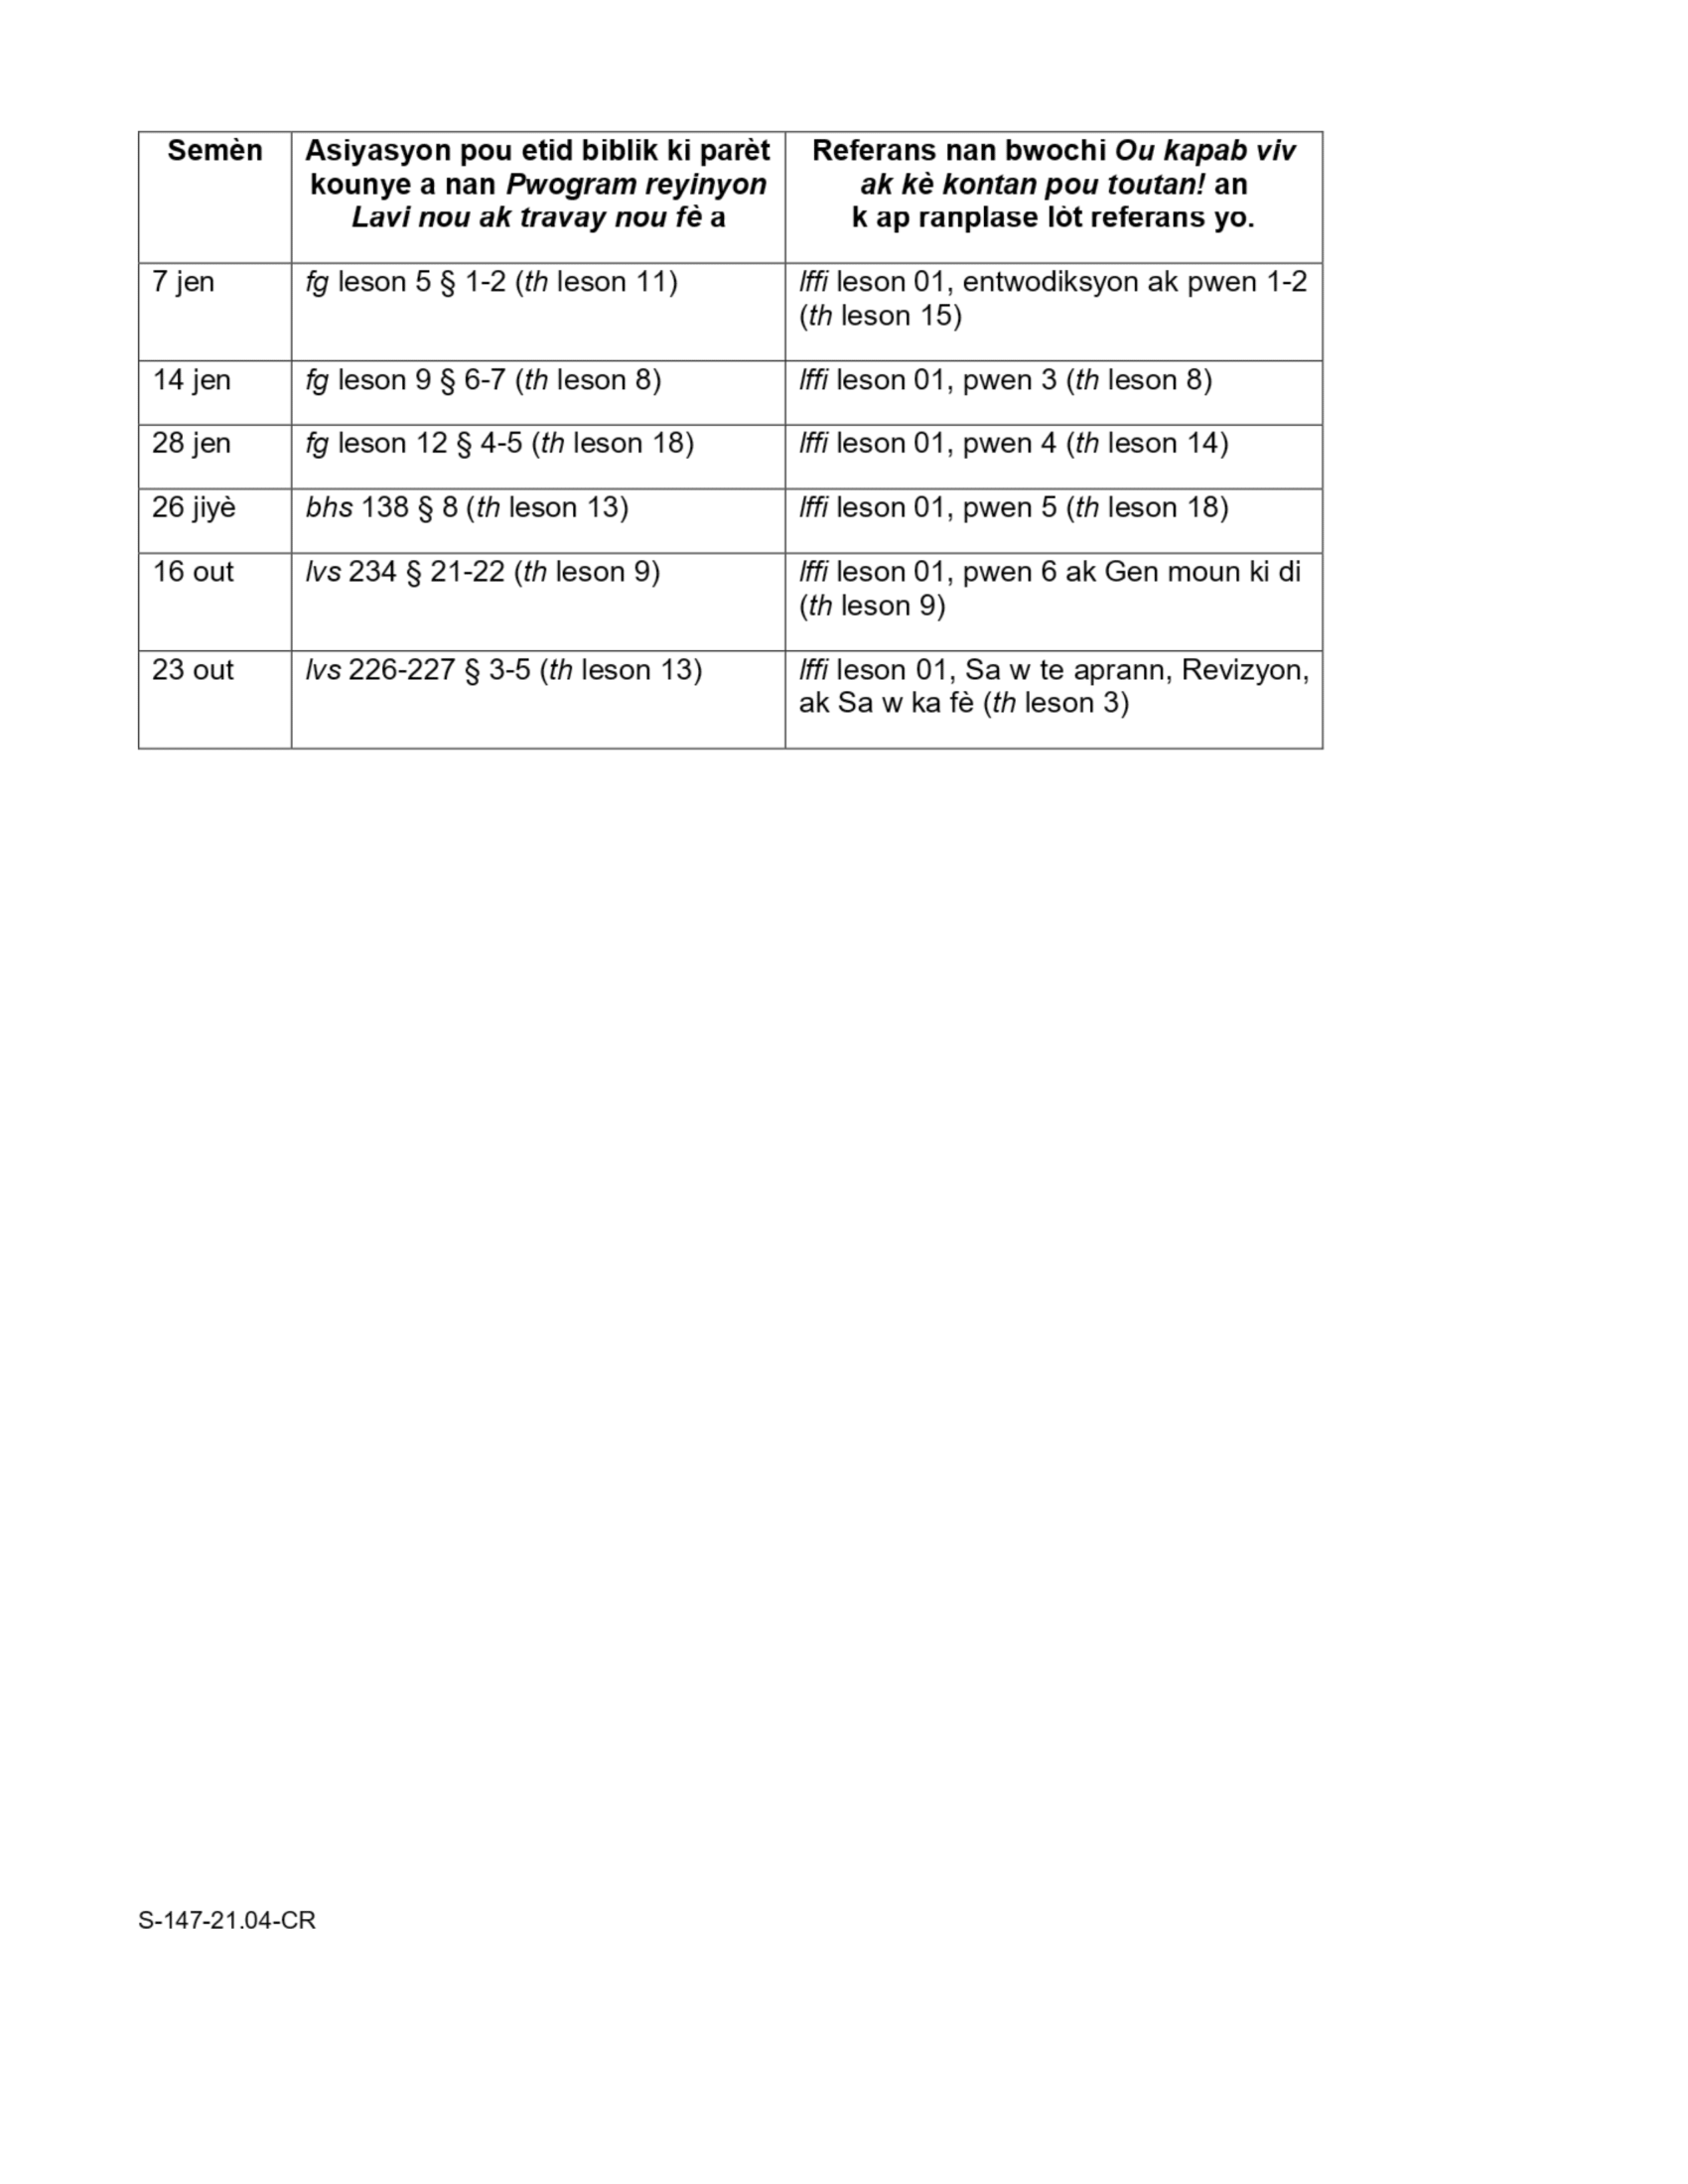 Semèn
Asiyasyon pou etid biblik ki parèt
kounye a nan Pwogram reyinyon
Lavi nou ak travay nou fè a
Referans nan bwochi Ou kapab viv
ak kè kontan pou toutan! an
k ap ranplase lòt referans yo.
7 jen
fg leson 5 § 1-2 (th leson 11)
lffi leson 01, entwodiksyon ak pwen 1-2
(th leson 15)
14 jen
fg leson 9 § 6-7 (th leson 8)
lffi leson 01, pwen 3 (th leson 8)
28 jen
fg leson 12 § 4-5 (th leson 18)
lffi leson 01, pwen 4 (th leson 14)
26 jiyè
bhs 138 § 8 (th leson 13)
lffi leson 01, pwen 5 (th leson 18)
16 out
lvs 234 § 21-22 (th leson 9)
lffi leson 01, pwen 6 ak Gen moun ki di
(th leson 9)
23 out
lvs 226-227 § 3-5 (th leson 13)
lffi leson 01, Sa w te aprann, Revizyon,
ak Sa w ka fè (th leson 3)
S-147-21.04-CR